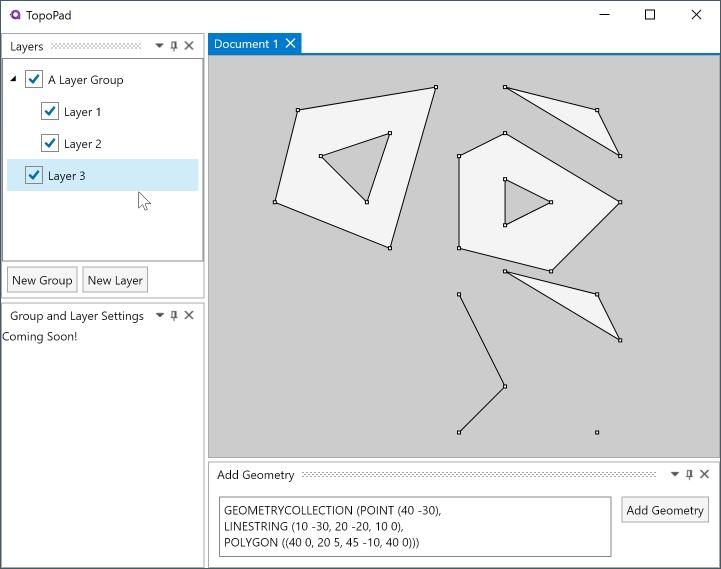 TopoPad
Layers
A Layer Group
Layer 1
Layer 2
Layer 3
New Group New Layer
Group and Layer Settings
Coming Soon!
Document 1
Add Geometry
GEOMETRYCOLLECTION (POINT (40 -30),
LINESTRING (10 -30, 20 -20, 10 0),
POLYGON ((40 0, 20 5, 45 -10, 40 0)))
Add Geometry